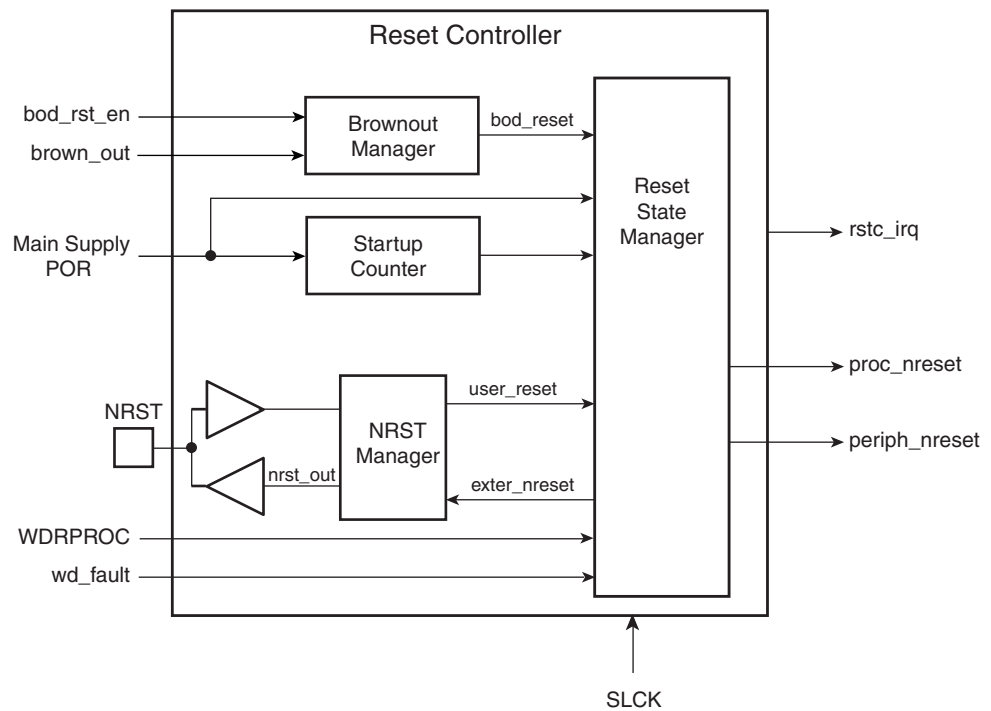 Reset Controller
bod_rst_en
brown_out
Brownout
Manager
bod_reset
Main Supply
POR
Startup
Counter
Reset
State
Manager
rstc_irq
proc_nreset
periph_nreset
NRST
NRST
Manager
user_reset
nrst_out
exter_nreset
WDRPROC
wd_fault
SLCK